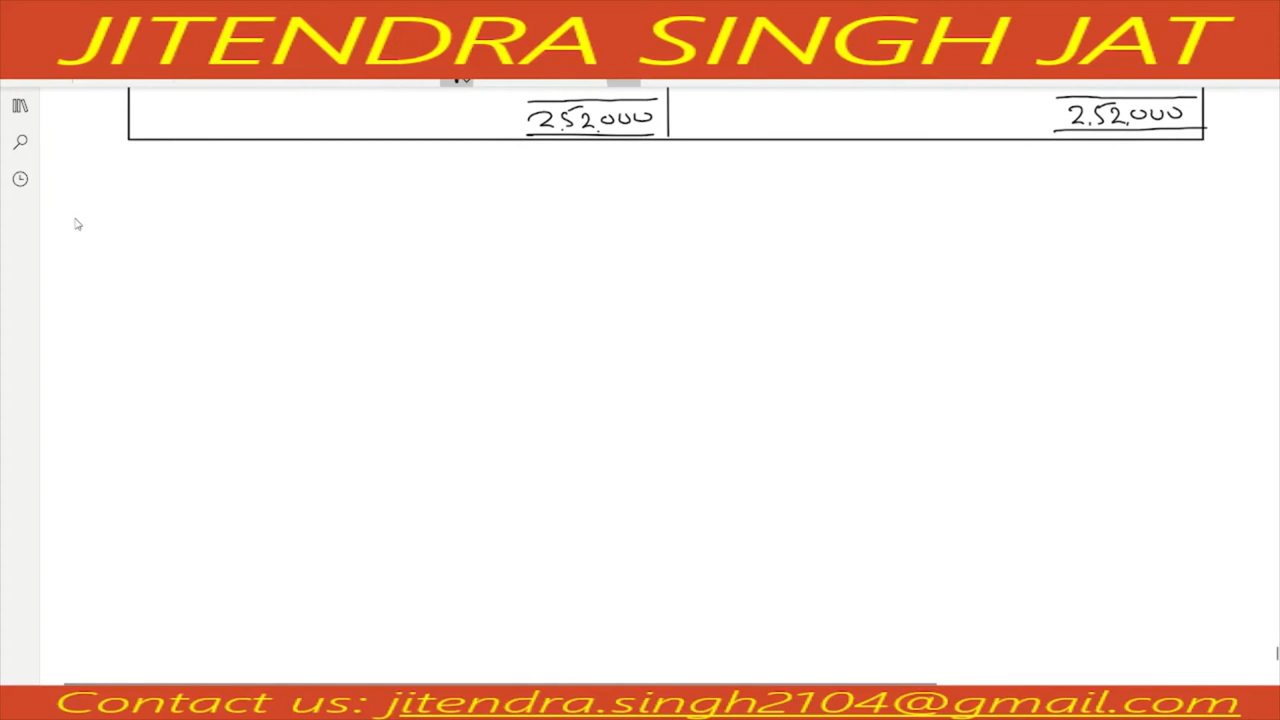 JITENDRA SINGH JAT
2,52,000 2,52,000
Contact us: jitendra.singh2104@gmail.com